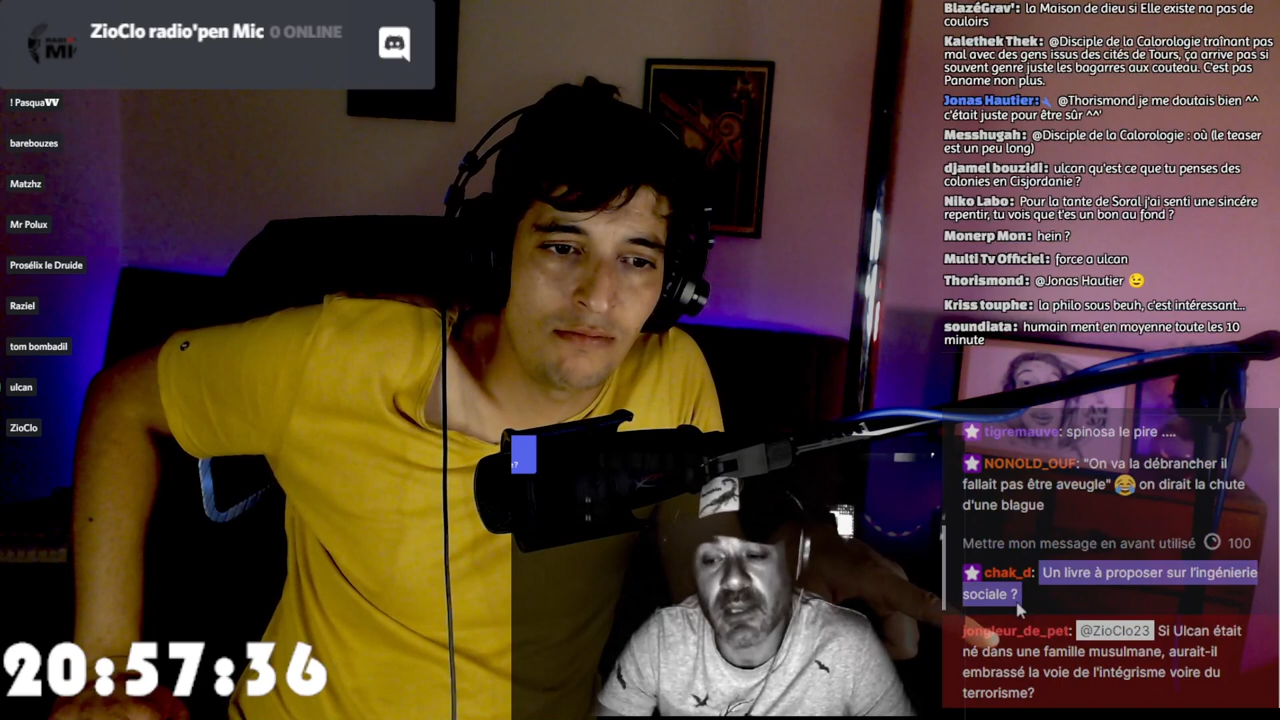 ZioClo radio'pen Mic 0 ONLINE
MI
! PasquaVV
barebouzes
Matzhz
Mr Polux
Prosélix le Druide
Raziel
tom bombadil
ulcan
ZioClo
20:57:36
BlazéGrav': la Maison de dieu si Elle existe na pas de
couloirs
Kalethek Thek: @Disciple de la Calorologie traînant pas
mal avec des gens issus des cités de Tours, ça arrive pas si
souvent genre juste les bagarres aux couteau. C'est pas
Paname non plus.
Jonas Hautier: @Thorismond je me doutais bien ^^
c'était juste pour être sûr ^^'
Messhugah: @Disciple de la Calorologie : où (le teaser
est un peu long)
djamel bouzidi: ulcan qu'est ce que tu penses des
colonies en Cisjordanie ?
Niko Labo: Pour la tante de Soral j'ai senti une sincére
repentir, tu vois que t'es un bon au fond ?
Monerp Mon: hein ?
Multi Tv Officiel: force a ulcan
Thorismond: @Jonas Hautier 😉
Kriss touphe: la philo sous beuh, c'est intéressant...
soundiata: humain ment en moyenne toute les 10
minute
tigremauve: spinosa le pire ....
NONOLD_OUF: "On va la débrancher il
fallait pas être aveugle" 😂 on dirait la chute
d'une blague
Mettre mon message en avant utilisé 100
chak_d: Un livre à proposer sur l'ingénierie
sociale ?
jongleur_de_pet: @ZioClo23 Si Ulcan était
né dans une famille musulmane, aurait-il
embrassé la voie de l'intégrisme voire du
terrorisme?